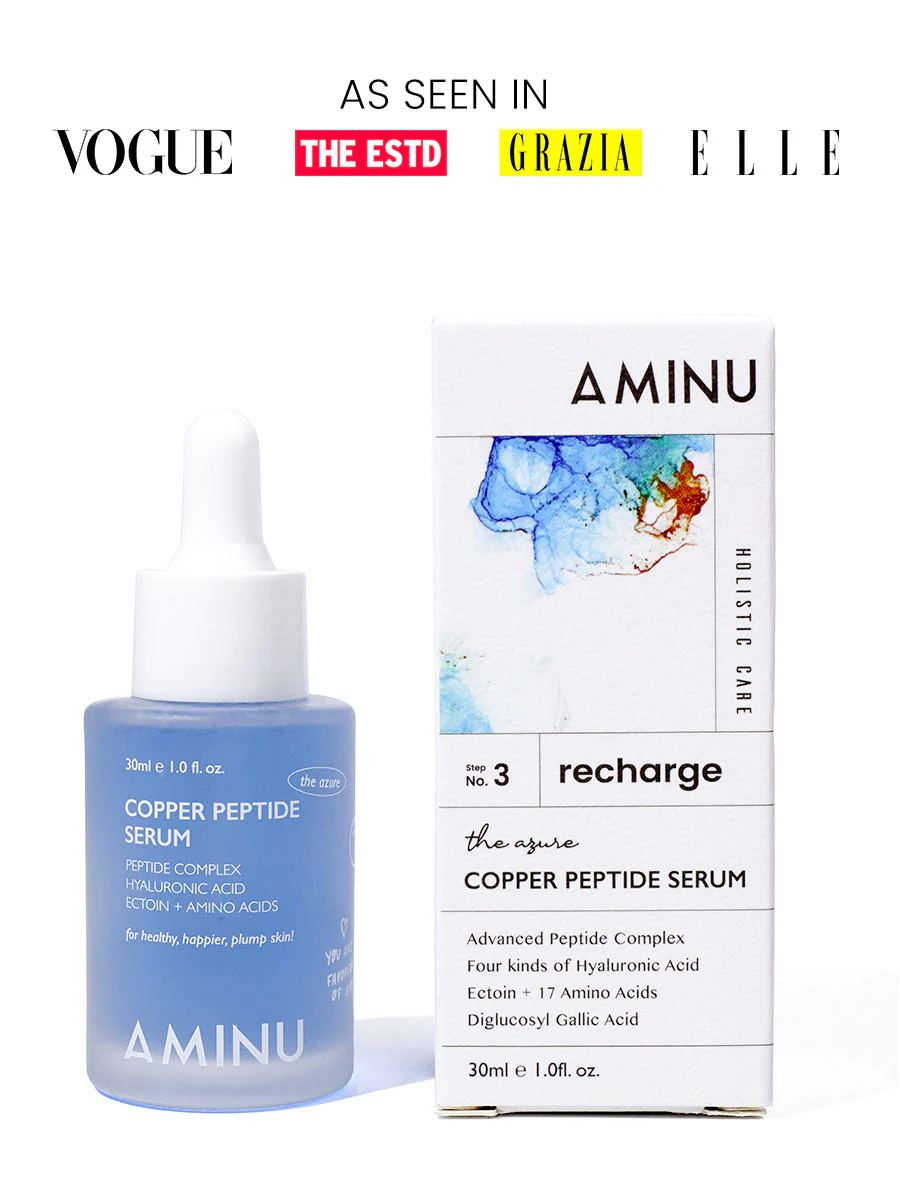 AS SEEN IN
VOGUE
THE ESTD
GRAZIA
ELLE
30ml e 1.0 fl. oz.
the azure
COPPER PEPTIDE
SERUM
PEPTIDE COMPLEX
HYALURONIC ACID
ECTOIN + AMINO ACIDS
for healthy, happier, plump skin!
YOU
OF
AMINU
AMINU
HOLISTIC CARE
Step
No. 3
recharge
the azure
COPPER PEPTIDE SERUM
Advanced Peptide Complex
Four kinds of Hyaluronic Acid
Ectoin + 17 Amino Acids
Diglucosyl Gallic Acid
30ml e 1.0fl. oz.